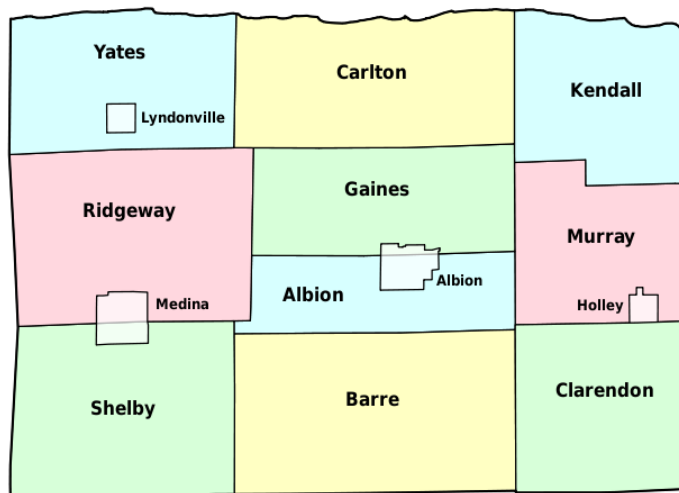 Yates
Carlton
Kendall
Lyndonville
Gaines
Ridgeway
Murray
Albion
Albion
Medina
Holley
Shelby
Barre
Clarendon